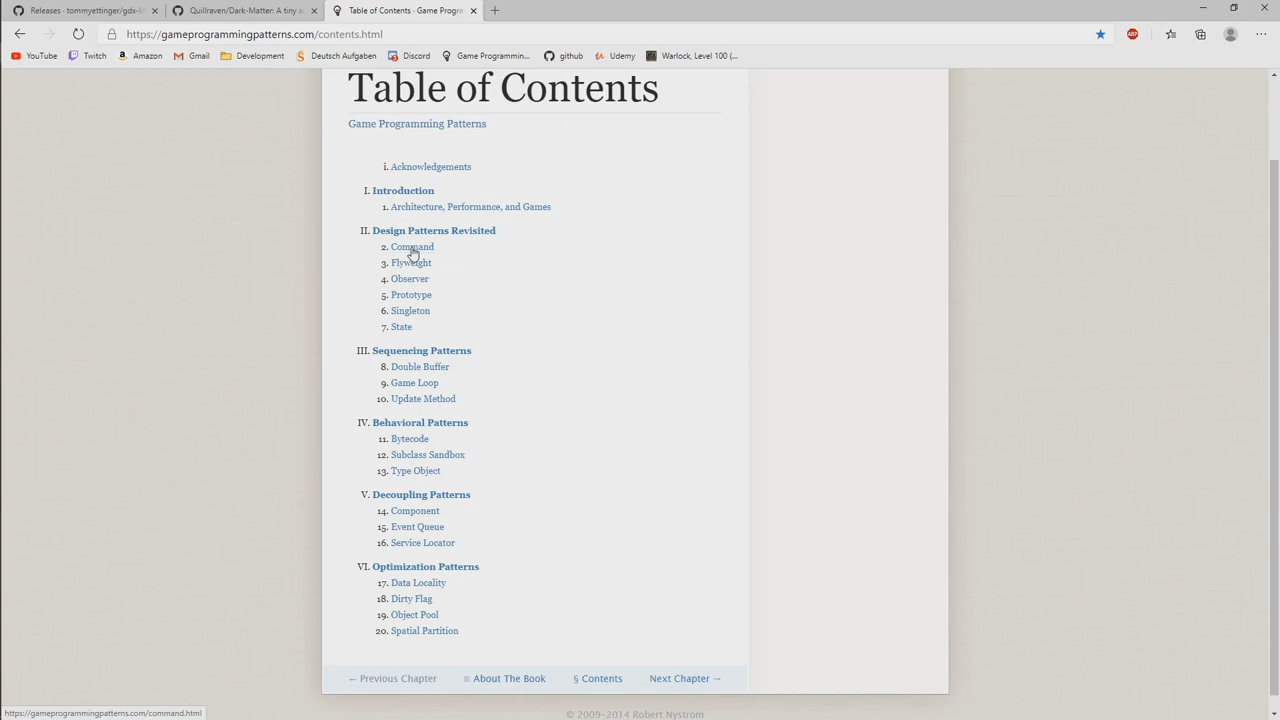 Releases - tommyettinger/gdx-li
Quillraven/Dark-Matter: A tiny a
Table of Contents · Game Progra
https://gameprogrammingpatterns.com/contents.html
YouTube Twitch Amazon Gmail Development Deutsch Aufgaben Discord Game Programmin... github Udemy Warlock, Level 100 (...
Table of Contents
Game Programming Patterns
i. Acknowledgements
I. Introduction
1. Architecture, Performance, and Games
II. Design Patterns Revisited
2. Command
3. Flyweight
4. Observer
5. Prototype
6. Singleton
7. State
III. Sequencing Patterns
8. Double Buffer
9. Game Loop
10. Update Method
IV. Behavioral Patterns
11. Bytecode
12. Subclass Sandbox
13. Type Object
V. Decoupling Patterns
14. Component
15. Event Queue
16. Service Locator
VI. Optimization Patterns
17. Data Locality
18. Dirty Flag
19. Object Pool
20. Spatial Partition
← Previous Chapter ≡ About The Book § Contents Next Chapter →
https://gameprogrammingpatterns.com/command.html
© 2009-2014 Robert Nystrom